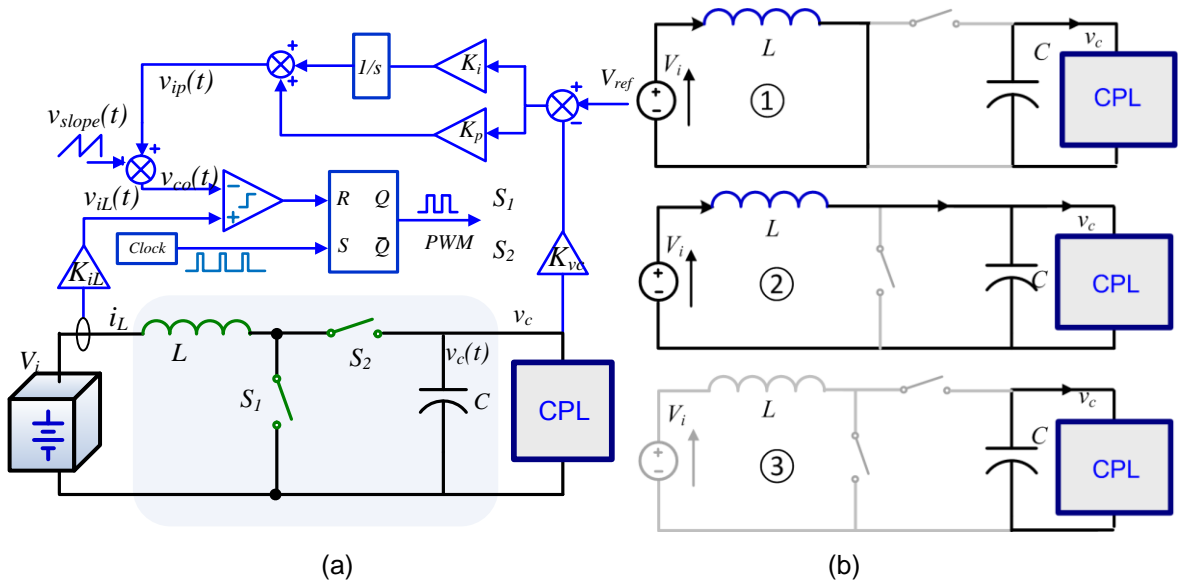 K_i
1/s
v_ip(t)
V_ref
v_slope(t)
K_p
v_co(t)
v_iL(t)
R Q
S Q̅
S_1
S_2
PWM
Clock
K_iL
K_vc
i_L
v_c
V_i
L
S_2
v_c(t)
S_1
C
CPL
(a)
L
C
v_c
V_i
①
CPL
L
v_c
V_i
②
C
CPL
L
v_c
V_i
③
C
CPL
(b)